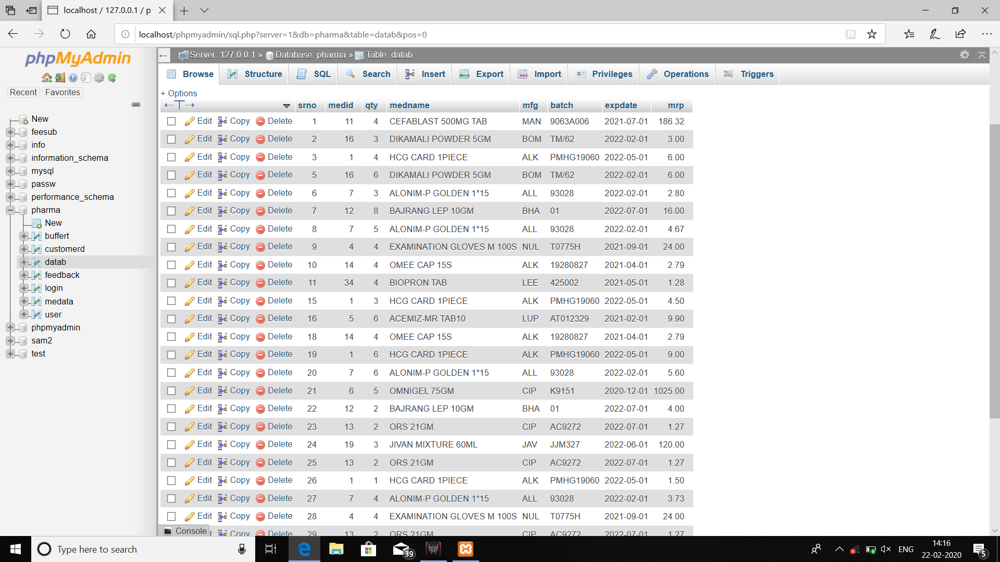 localhost / 127.0.0.1 / p
localhost/phpmyadmin/sql.php?server=1&db=pharma&table=datab&pos=0
phpMyAdmin
Recent Favorites
New
feesub
info
information_schema
mysql
passw
performance_schema
pharma
New
buffert
customerd
datab
feedback
login
medata
user
phpmyadmin
sam2
test
Server: 127.0.0.1 » Database: pharma » Table: datab
Browse Structure SQL Search Insert Export Import Privileges Operations Triggers
+ Options
←T→ srno medid qty medname mfg batch expdate mrp
Edit Copy Delete 1 11 4 CEFABLAST 500MG TAB MAN 9063A006 2021-07-01 186.32
Edit Copy Delete 2 16 3 DIKAMALI POWDER 5GM BOM TM/62 2022-02-01 3.00
Edit Copy Delete 3 1 4 HCG CARD 1PIECE ALK PMHG19060 2022-05-01 6.00
Edit Copy Delete 5 16 6 DIKAMALI POWDER 5GM BOM TM/62 2022-02-01 6.00
Edit Copy Delete 6 7 3 ALONIM-P GOLDEN 1*15 ALL 93028 2022-02-01 2.80
Edit Copy Delete 7 12 8 BAJRANG LEP 10GM BHA 01 2022-07-01 16.00
Edit Copy Delete 8 7 5 ALONIM-P GOLDEN 1*15 ALL 93028 2022-02-01 4.67
Edit Copy Delete 9 4 4 EXAMINATION GLOVES M 100S NUL T0775H 2021-09-01 24.00
Edit Copy Delete 10 14 4 OMEE CAP 15S ALK 19280827 2021-04-01 2.79
Edit Copy Delete 11 34 4 BIOPRON TAB LEE 425002 2021-05-01 1.28
Edit Copy Delete 15 1 3 HCG CARD 1PIECE ALK PMHG19060 2022-05-01 4.50
Edit Copy Delete 16 5 6 ACEMIZ-MR TAB10 LUP AT012329 2021-02-01 9.90
Edit Copy Delete 18 14 4 OMEE CAP 15S ALK 19280827 2021-04-01 2.79
Edit Copy Delete 19 1 6 HCG CARD 1PIECE ALK PMHG19060 2022-05-01 9.00
Edit Copy Delete 20 7 6 ALONIM-P GOLDEN 1*15 ALL 93028 2022-02-01 5.60
Edit Copy Delete 21 6 5 OMNIGEL 75GM CIP K9151 2020-12-01 1025.00
Edit Copy Delete 22 12 2 BAJRANG LEP 10GM BHA 01 2022-07-01 4.00
Edit Copy Delete 23 13 2 ORS 21GM CIP AC9272 2022-07-01 1.27
Edit Copy Delete 24 19 3 JIVAN MIXTURE 60ML JAV JJM327 2022-06-01 120.00
Edit Copy Delete 25 13 2 ORS 21GM CIP AC9272 2022-07-01 1.27
Edit Copy Delete 26 1 1 HCG CARD 1PIECE ALK PMHG19060 2022-05-01 1.50
Edit Copy Delete 27 7 4 ALONIM-P GOLDEN 1*15 ALL 93028 2022-02-01 3.73
Edit Copy Delete 28 4 4 EXAMINATION GLOVES M 100S NUL T0775H 2021-09-01 24.00
Console Copy Delete 29 13 2 ORS 21GM CIP AC9272 2022-07-01 1.27
Type here to search
39
ENG
14:16
22-02-2020
5